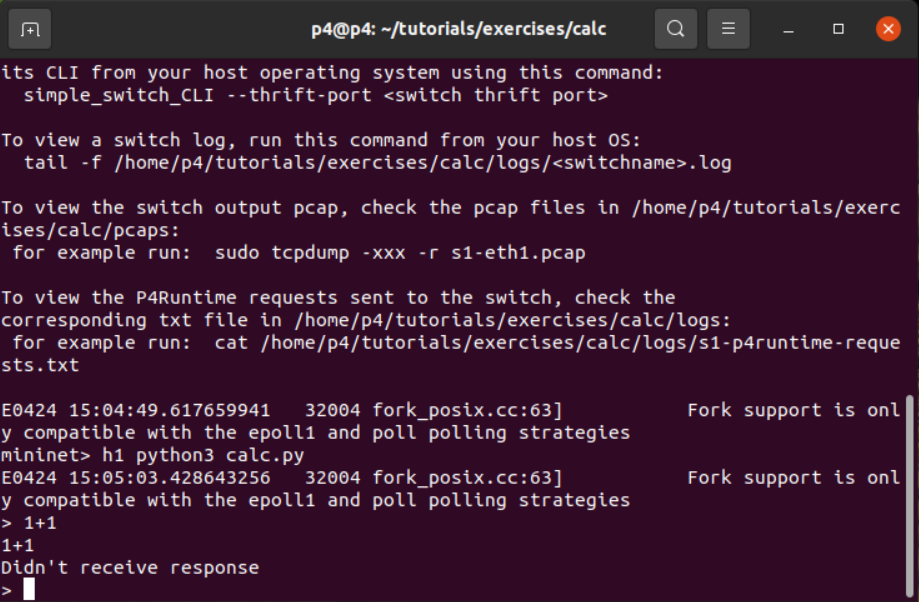 p4@p4: ~/tutorials/exercises/calc
its CLI from your host operating system using this command:
  simple_switch_CLI --thrift-port <switch thrift port>
To view a switch log, run this command from your host OS:
  tail -f /home/p4/tutorials/exercises/calc/logs/<switchname>.log
To view the switch output pcap, check the pcap files in /home/p4/tutorials/exerc
ises/calc/pcaps:
 for example run:  sudo tcpdump -xxx -r s1-eth1.pcap
To view the P4Runtime requests sent to the switch, check the
corresponding txt file in /home/p4/tutorials/exercises/calc/logs:
 for example run:  cat /home/p4/tutorials/exercises/calc/logs/s1-p4runtime-reque
sts.txt
E0424 15:04:49.617659941   32004 fork_posix.cc:63]           Fork support is onl
y compatible with the epoll1 and poll polling strategies
mininet> h1 python3 calc.py
E0424 15:05:03.428643256   32004 fork_posix.cc:63]           Fork support is onl
y compatible with the epoll1 and poll polling strategies
> 1+1
1+1
Didn't receive response
>